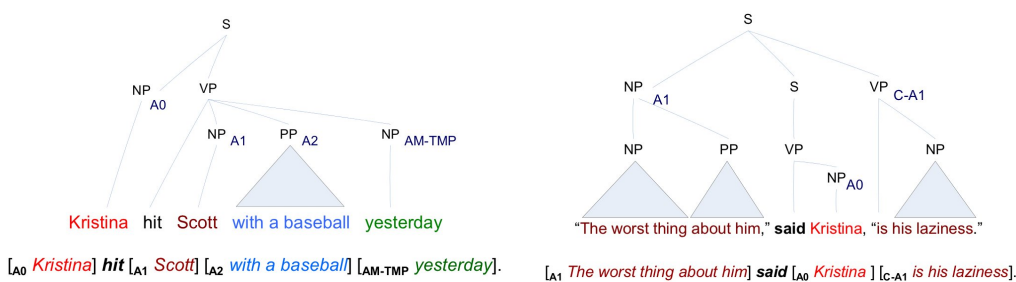 S
NP A0 VP
NP A1 PP A2 NP AM-TMP
Kristina hit Scott with a baseball yesterday
[A0 Kristina] hit [A1 Scott] [A2 with a baseball] [AM-TMP yesterday].
S
NP A1 S VP C-A1
NP PP VP NP
NP A0
“The worst thing about him,” said Kristina, “is his laziness.”
[A1 The worst thing about him] said [A0 Kristina ] [C-A1 is his laziness].